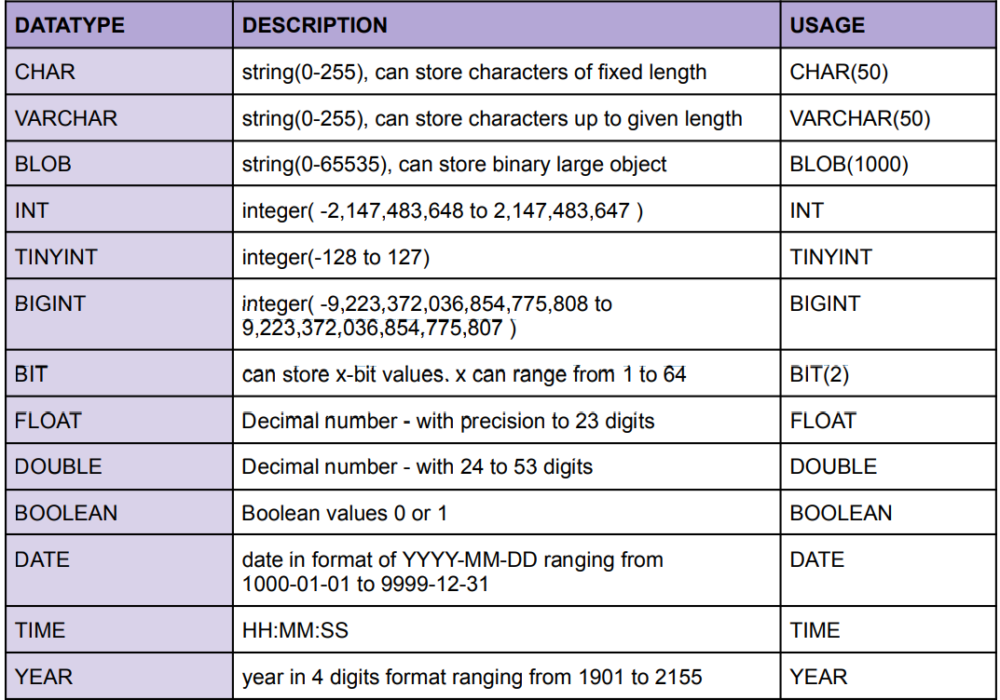 DATATYPE DESCRIPTION USAGE
CHAR string(0-255), can store characters of fixed length CHAR(50)
VARCHAR string(0-255), can store characters up to given length VARCHAR(50)
BLOB string(0-65535), can store binary large object BLOB(1000)
INT integer( -2,147,483,648 to 2,147,483,647 ) INT
TINYINT integer(-128 to 127) TINYINT
BIGINT integer( -9,223,372,036,854,775,808 to BIGINT
9,223,372,036,854,775,807 )
BIT can store x-bit values. x can range from 1 to 64 BIT(2)
FLOAT Decimal number - with precision to 23 digits FLOAT
DOUBLE Decimal number - with 24 to 53 digits DOUBLE
BOOLEAN Boolean values 0 or 1 BOOLEAN
DATE date in format of YYYY-MM-DD ranging from DATE
1000-01-01 to 9999-12-31
TIME HH:MM:SS TIME
YEAR year in 4 digits format ranging from 1901 to 2155 YEAR